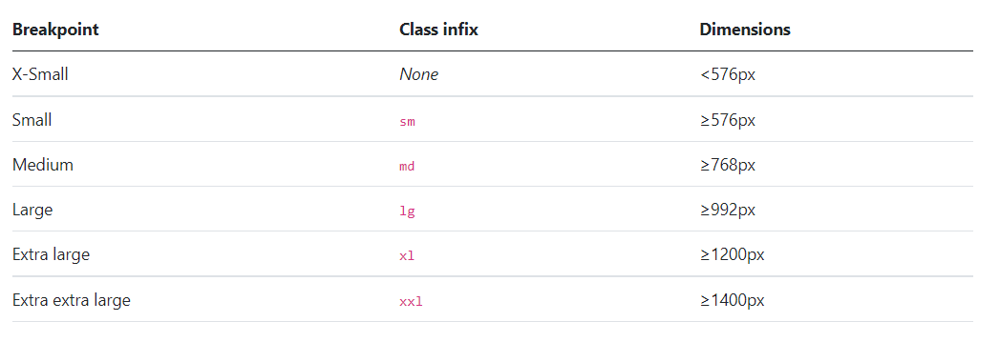 Breakpoint Class infix Dimensions
X-Small None <576px
Small sm ≥576px
Medium md ≥768px
Large lg ≥992px
Extra large xl ≥1200px
Extra extra large xxl ≥1400px